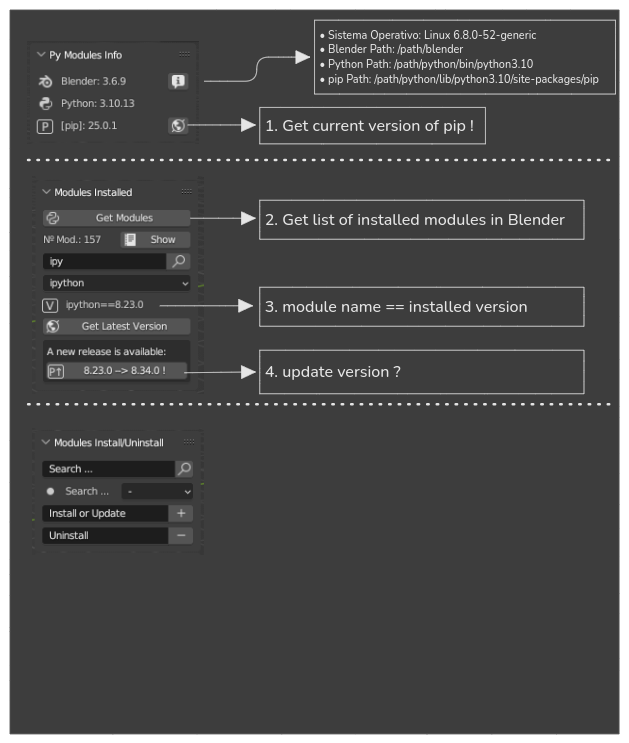 Py Modules Info
Blender: 3.6.9
Python: 3.10.13
P [pip]: 25.0.1
• Sistema Operativo: Linux 6.8.0-52-generic
• Blender Path: /path/blender
• Python Path: /path/python/bin/python3.10
• pip Path: /path/python/lib/python3.10/site-packages/pip
1. Get current version of pip !
Modules Installed
Get Modules
2. Get list of installed modules in Blender
Nº Mod.: 157 Show
ipy
ipython
V ipython==8.23.0
3. module name == installed version
Get Latest Version
A new release is available:
P↑ 8.23.0 --> 8.34.0 !
4. update version ?
Modules Install/Uninstall
Search ...
Search ... -
Install or Update +
Uninstall −